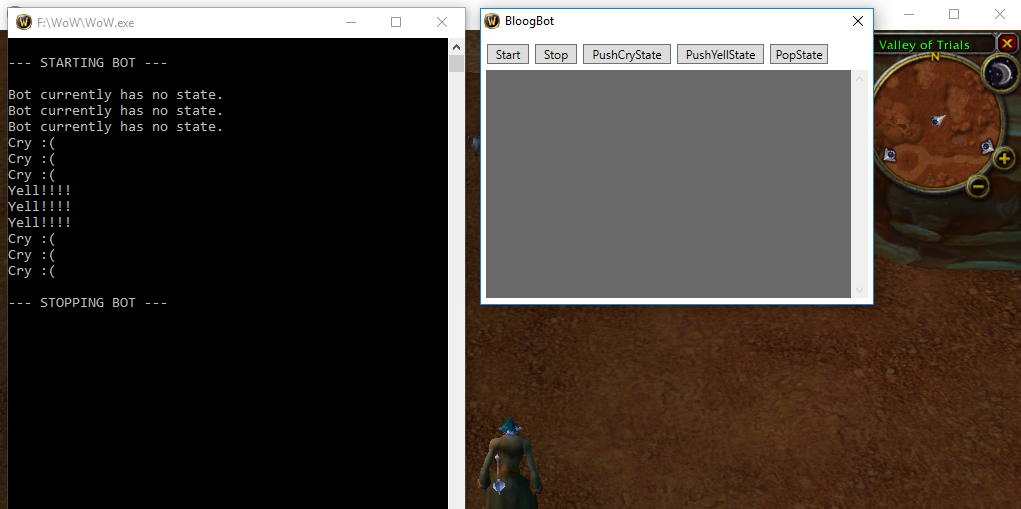 F:\WoW\WoW.exe
--- STARTING BOT ---
Bot currently has no state.
Bot currently has no state.
Bot currently has no state.
Cry :(
Cry :(
Cry :(
Yell!!!!
Yell!!!!
Yell!!!!
Cry :(
Cry :(
Cry :(
--- STOPPING BOT ---
BloogBot
Start Stop PushCryState PushYellState PopState
Valley of Trials
N